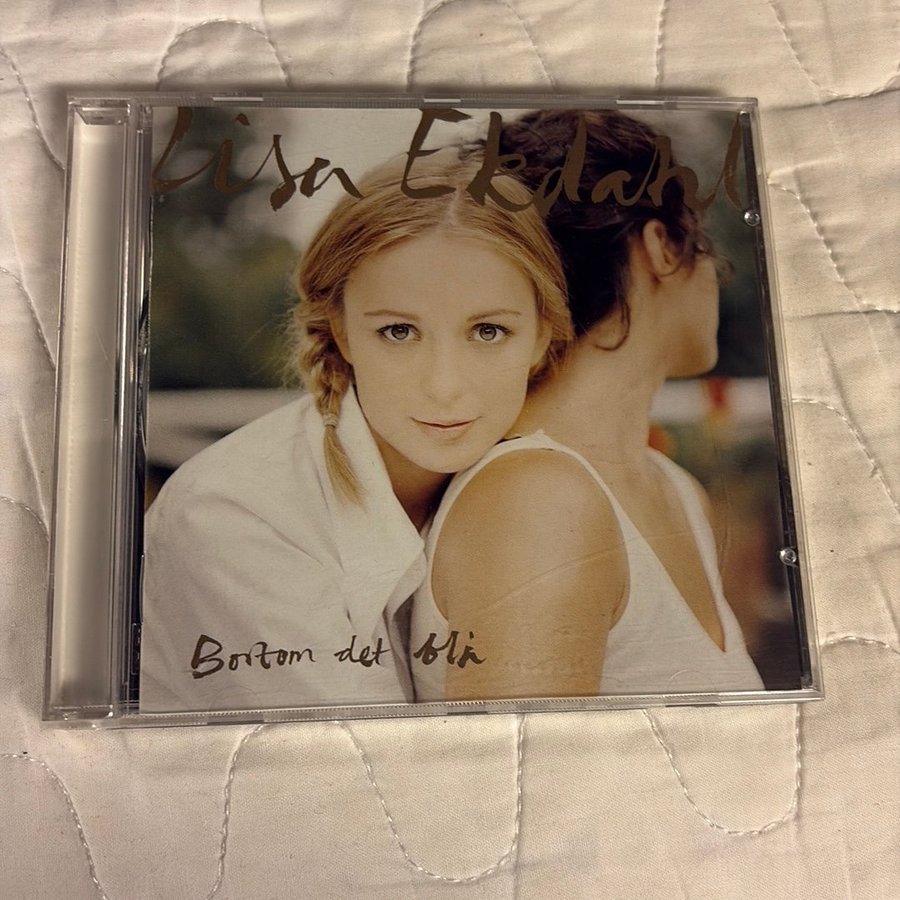 Lisa Ekdahl
Bortom det blå